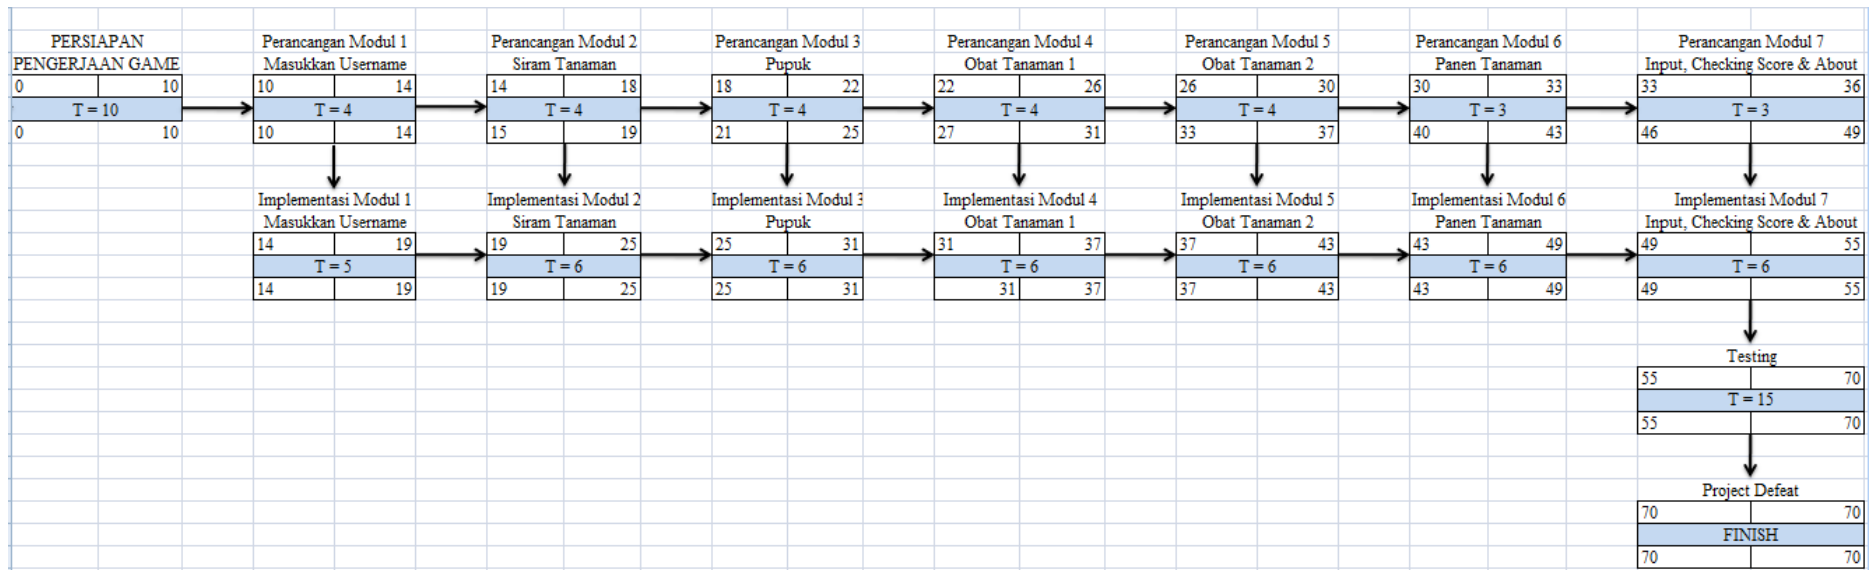 PERSIAPAN Perancangan Modul 1 Perancangan Modul 2 Perancangan Modul 3 Perancangan Modul 4 Perancangan Modul 5 Perancangan Modul 6 Perancangan Modul 7
PENGERJAAN GAME Masukkan Username Siram Tanaman Pupuk Obat Tanaman 1 Obat Tanaman 2 Panen Tanaman Input, Checking Score & About
0 10 10 14 14 18 18 22 22 26 26 30 30 33 33 36
T = 10 T = 4 T = 4 T = 4 T = 4 T = 4 T = 3 T = 3
0 10 10 14 15 19 21 25 27 31 33 37 40 43 46 49
Implementasi Modul 1 Implementasi Modul 2 Implementasi Modul 3 Implementasi Modul 4 Implementasi Modul 5 Implementasi Modul 6 Implementasi Modul 7
Masukkan Username Siram Tanaman Pupuk Obat Tanaman 1 Obat Tanaman 2 Panen Tanaman Input, Checking Score & About
14 19 19 25 25 31 31 37 37 43 43 49 49 55
T = 5 T = 6 T = 6 T = 6 T = 6 T = 6 T = 6
14 19 19 25 25 31 31 37 37 43 43 49 49 55
Testing
55 70
T = 15
55 70
Project Defeat
70 70
FINISH
70 70